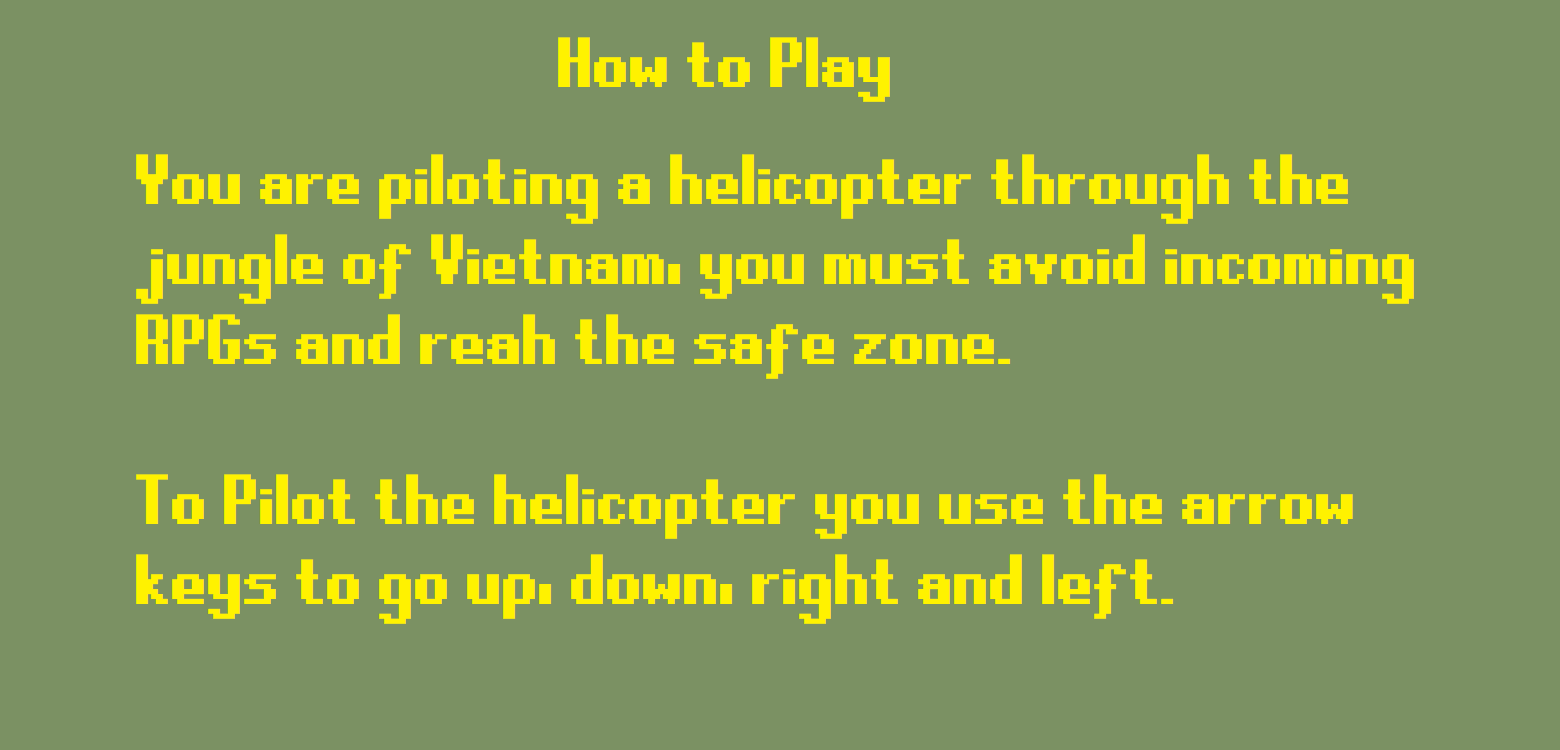 How to Play
You are piloting a helicopter through the
jungle of Vietnam, you must avoid incoming
RPGs and reah the safe zone.
To Pilot the helicopter you use the arrow
keys to go up, down, right and left.